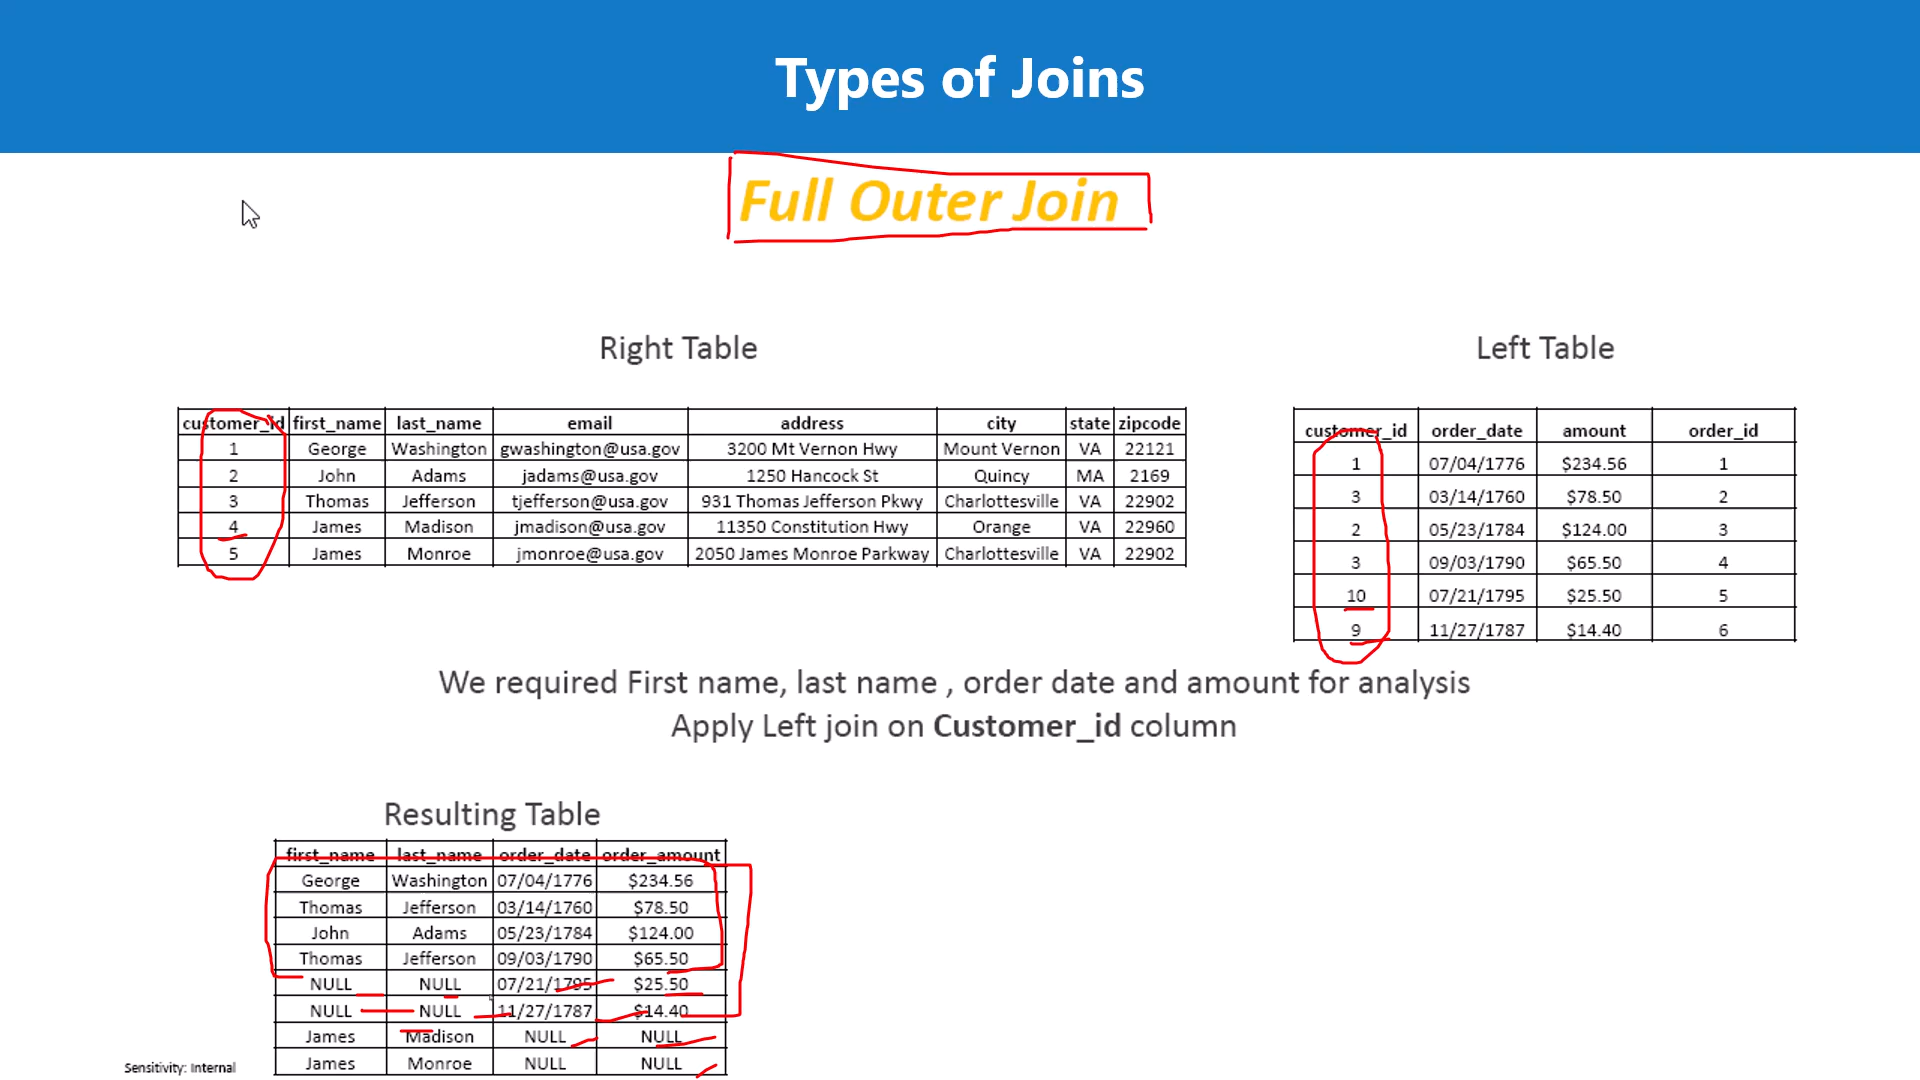 Types of Joins
Full Outer Join
Right Table
Left Table
customer_id first_name last_name email address city state zipcode
1 George Washington gwashington@usa.gov 3200 Mt Vernon Hwy Mount Vernon VA 22121
2 John Adams jadams@usa.gov 1250 Hancock St Quincy MA 2169
3 Thomas Jefferson tjefferson@usa.gov 931 Thomas Jefferson Pkwy Charlottesville VA 22902
4 James Madison jmadison@usa.gov 11350 Constitution Hwy Orange VA 22960
5 James Monroe jmonroe@usa.gov 2050 James Monroe Parkway Charlottesville VA 22902
customer_id order_date amount order_id
1 07/04/1776 $234.56 1
3 03/14/1760 $78.50 2
2 05/23/1784 $124.00 3
3 09/03/1790 $65.50 4
10 07/21/1795 $25.50 5
9 11/27/1787 $14.40 6
We required First name, last name , order date and amount for analysis
Apply Left join on Customer_id column
Resulting Table
first_name last_name order_date order_amount
George Washington 07/04/1776 $234.56
Thomas Jefferson 03/14/1760 $78.50
John Adams 05/23/1784 $124.00
Thomas Jefferson 09/03/1790 $65.50
NULL NULL 07/21/1795 $25.50
NULL NULL 11/27/1787 $14.40
James Madison NULL NULL
James Monroe NULL NULL
Sensitivity: Internal